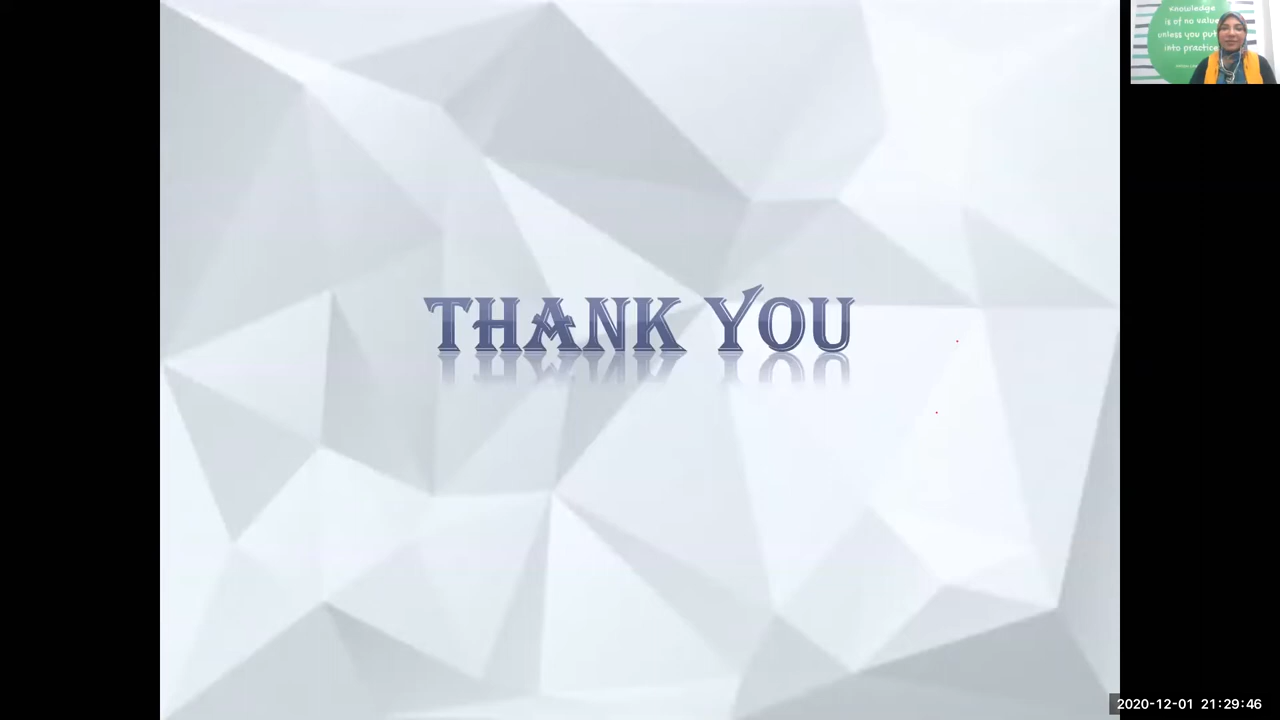 THANK YOU
knowledge
is of no value
unless you put
into practice
2020-12-01 21:29:46